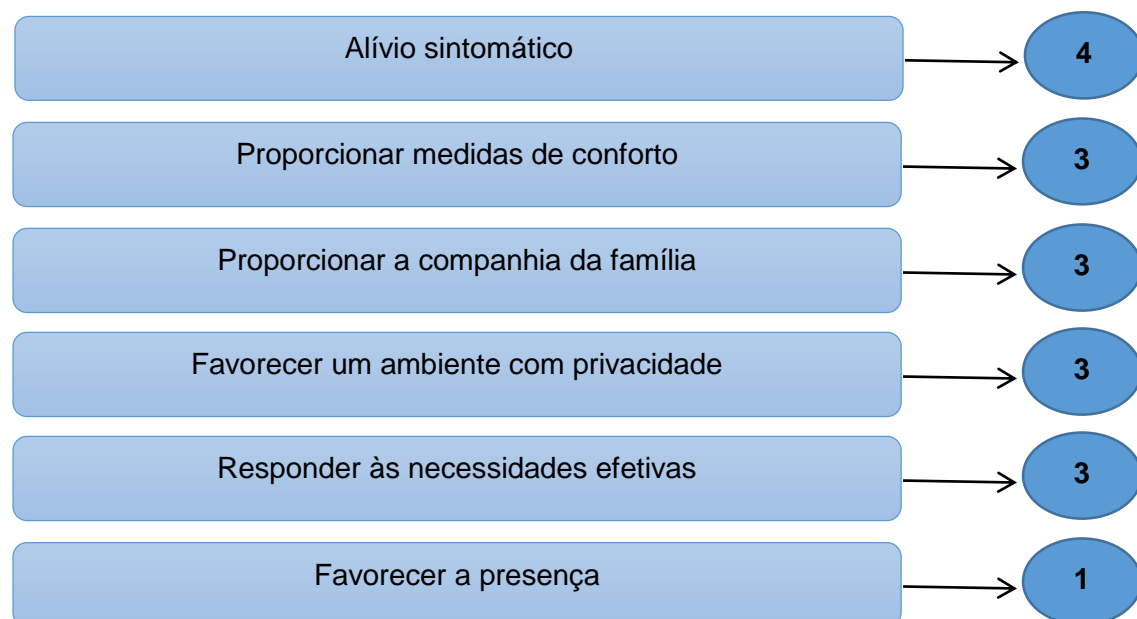 Alívio sintomático 4
Proporcionar medidas de conforto 3
Proporcionar a companhia da família 3
Favorecer um ambiente com privacidade 3
Responder às necessidades efetivas 3
Favorecer a presença 1